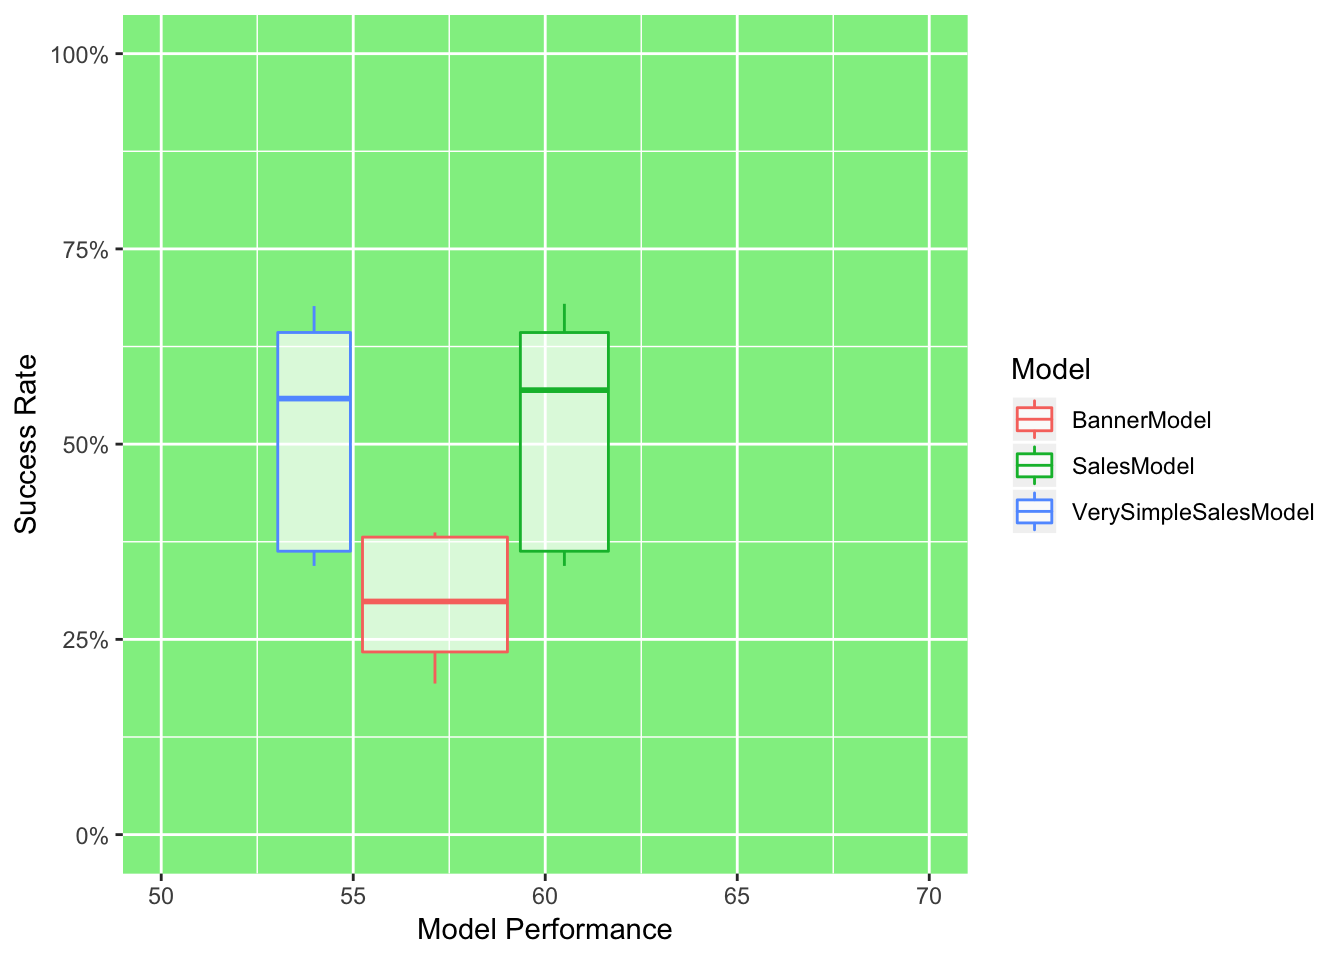 100%
75%
50%
25%
0%
Success Rate
50 55 60 65 70
Model Performance
Model
BannerModel
SalesModel
VerySimpleSalesModel